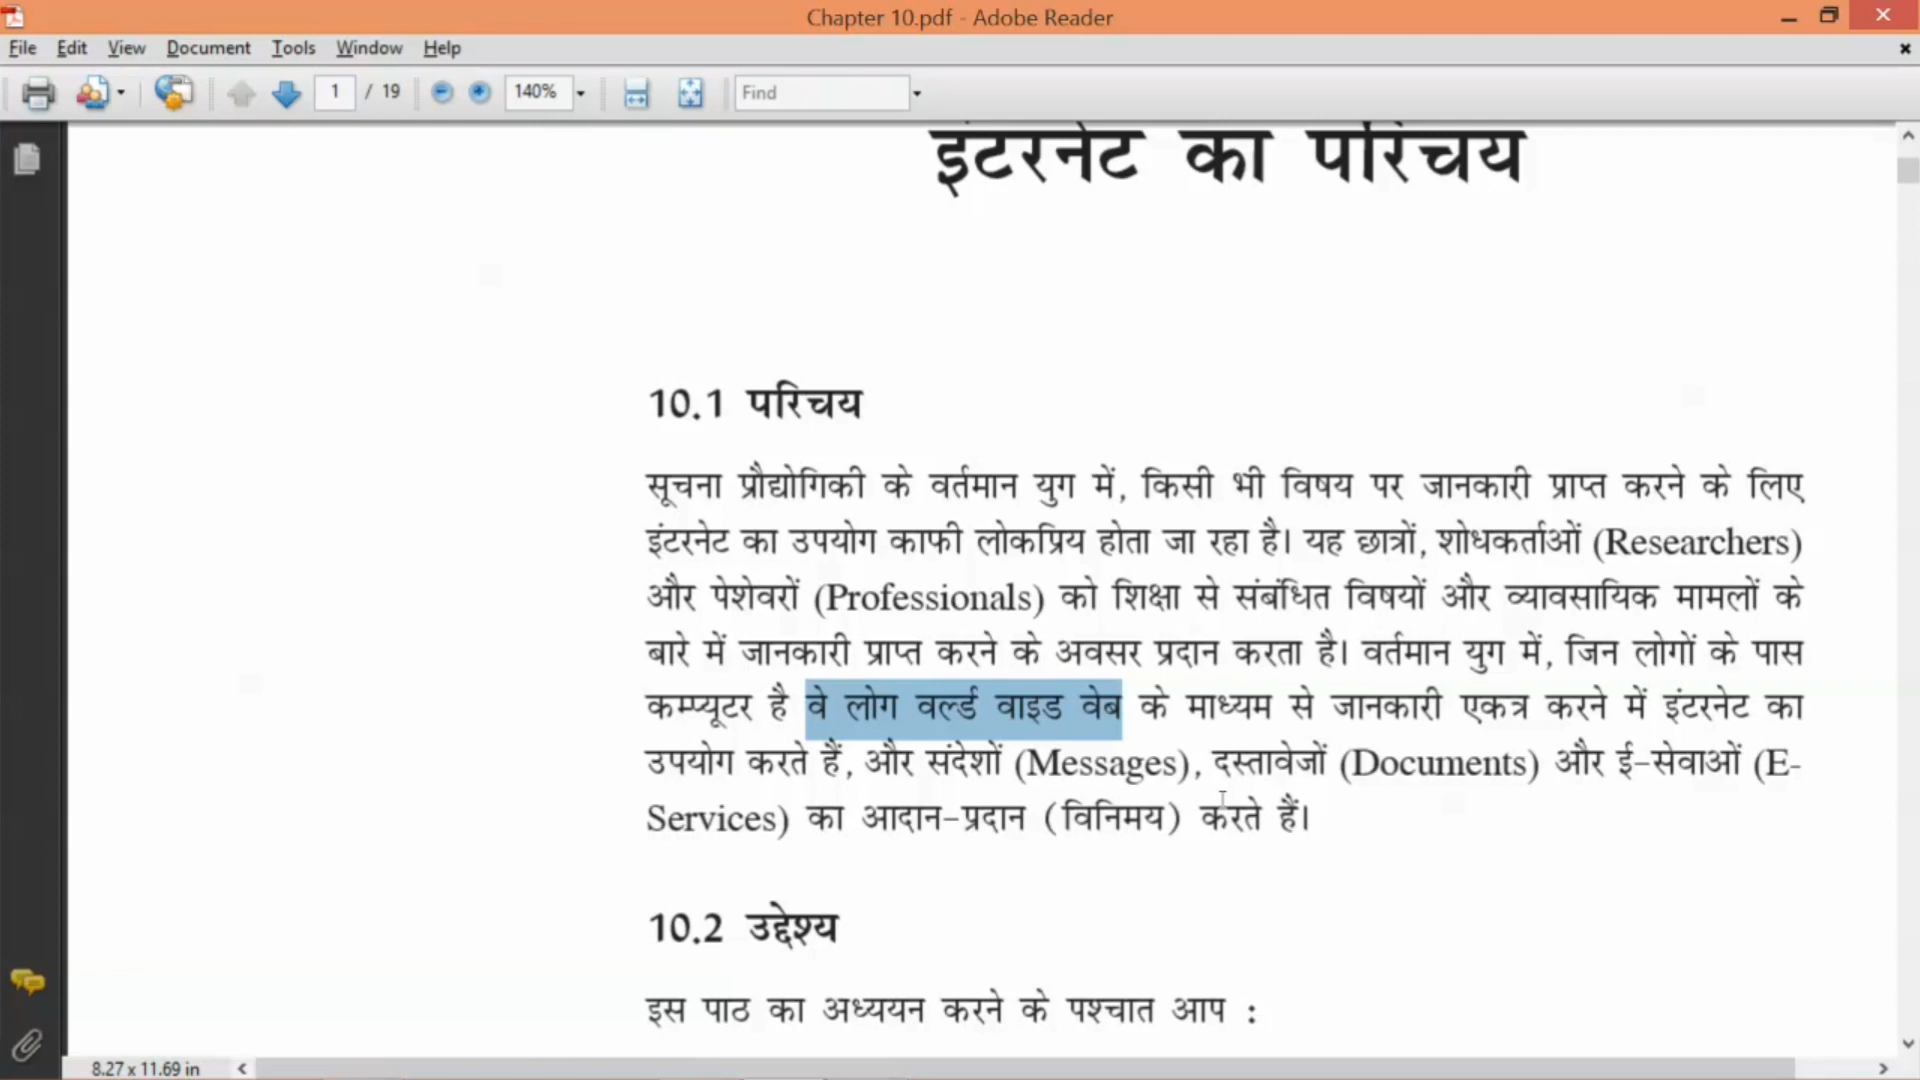 Chapter 10.pdf - Adobe Reader
File Edit View Document Tools Window Help
1 / 19 140% Find
इंटरनेट का परिचय
10.1 परिचय
सूचना प्रौद्योगिकी के वर्तमान युग में, किसी भी विषय पर जानकारी प्राप्त करने के लिए
इंटरनेट का उपयोग काफी लोकप्रिय होता जा रहा है। यह छात्रों, शोधकर्ताओं (Researchers)
और पेशेवरों (Professionals) को शिक्षा से संबंधित विषयों और व्यावसायिक मामलों के
बारे में जानकारी प्राप्त करने के अवसर प्रदान करता है। वर्तमान युग में, जिन लोगों के पास
कम्प्यूटर है वे लोग वर्ल्ड वाइड वेब के माध्यम से जानकारी एकत्र करने में इंटरनेट का
उपयोग करते हैं, और संदेशों (Messages), दस्तावेजों (Documents) और ई-सेवाओं (E-
Services) का आदान-प्रदान (विनिमय) करते हैं।
10.2 उद्देश्य
इस पाठ का अध्ययन करने के पश्चात आप :
8.27 x 11.69 in